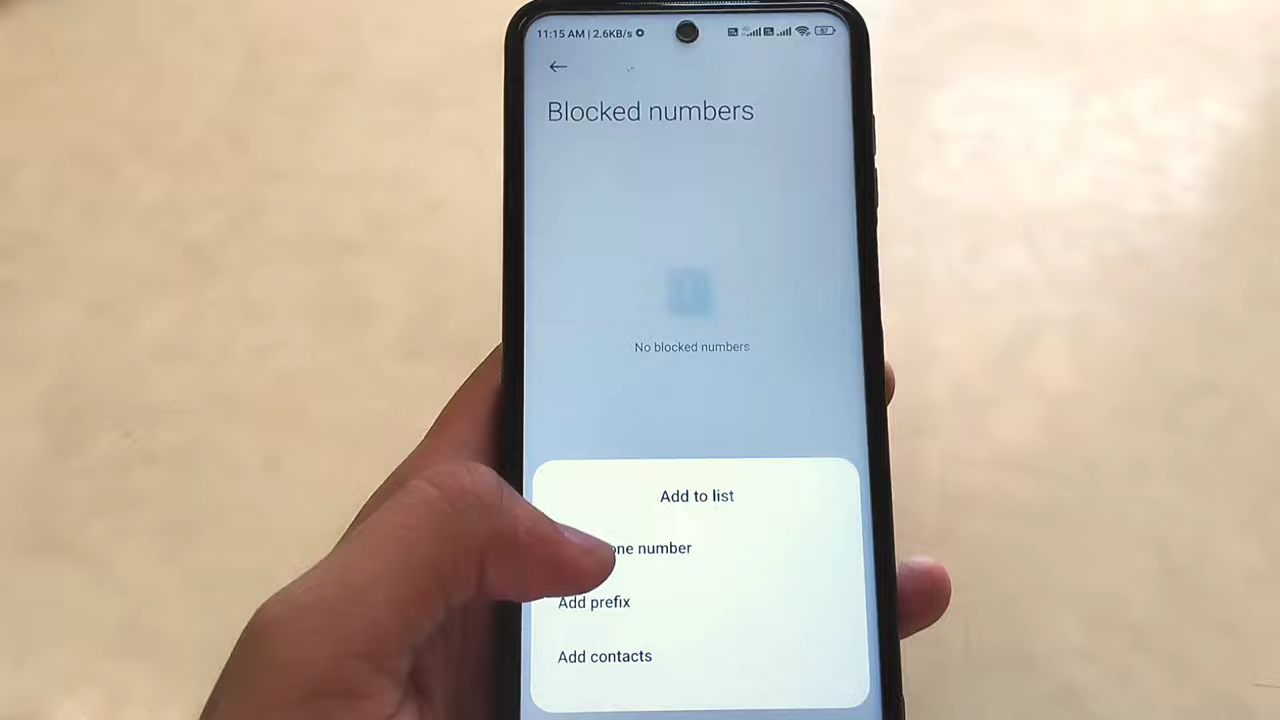 11:15 AM | 2.6KB/s
57
Blocked numbers
No blocked numbers
Add to list
one number
Add prefix
Add contacts